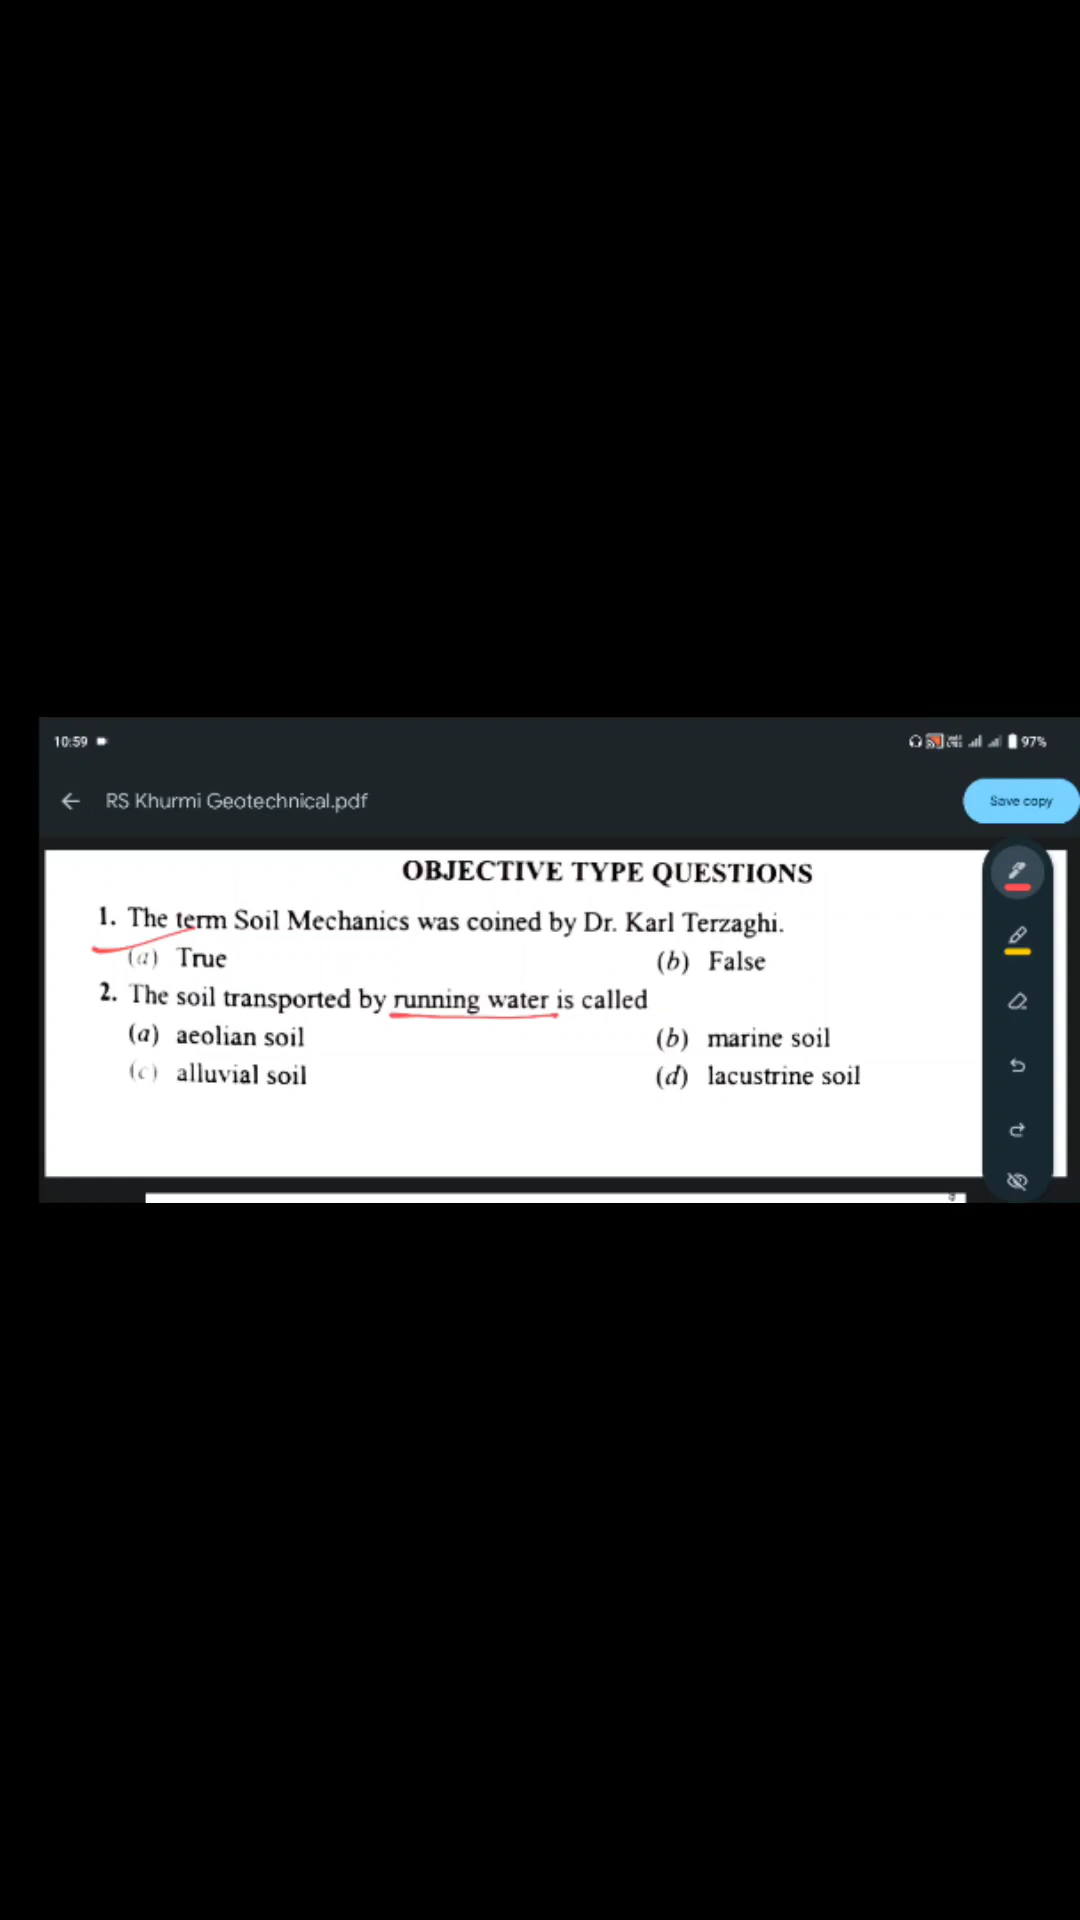 10:59 97%
RS Khurmi Geotechnical.pdf Save copy
OBJECTIVE TYPE QUESTIONS
1. The term Soil Mechanics was coined by Dr. Karl Terzaghi.
(a) True (b) False
2. The soil transported by running water is called
(a) aeolian soil (b) marine soil
(c) alluvial soil (d) lacustrine soil